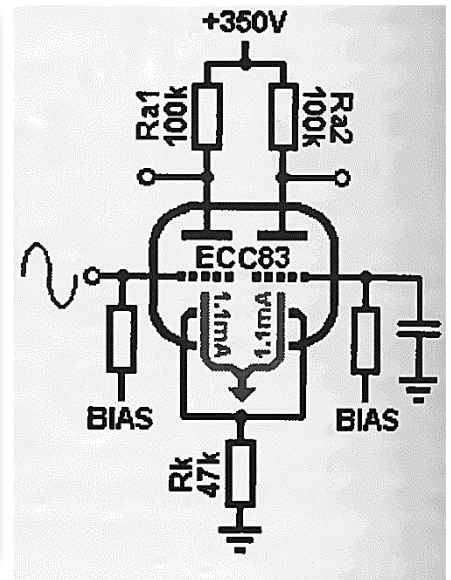 +350V
Ra1
100k
Ra2
100k
ECC83
1.1mA
1.1mA
BIAS
BIAS
Rk
47k